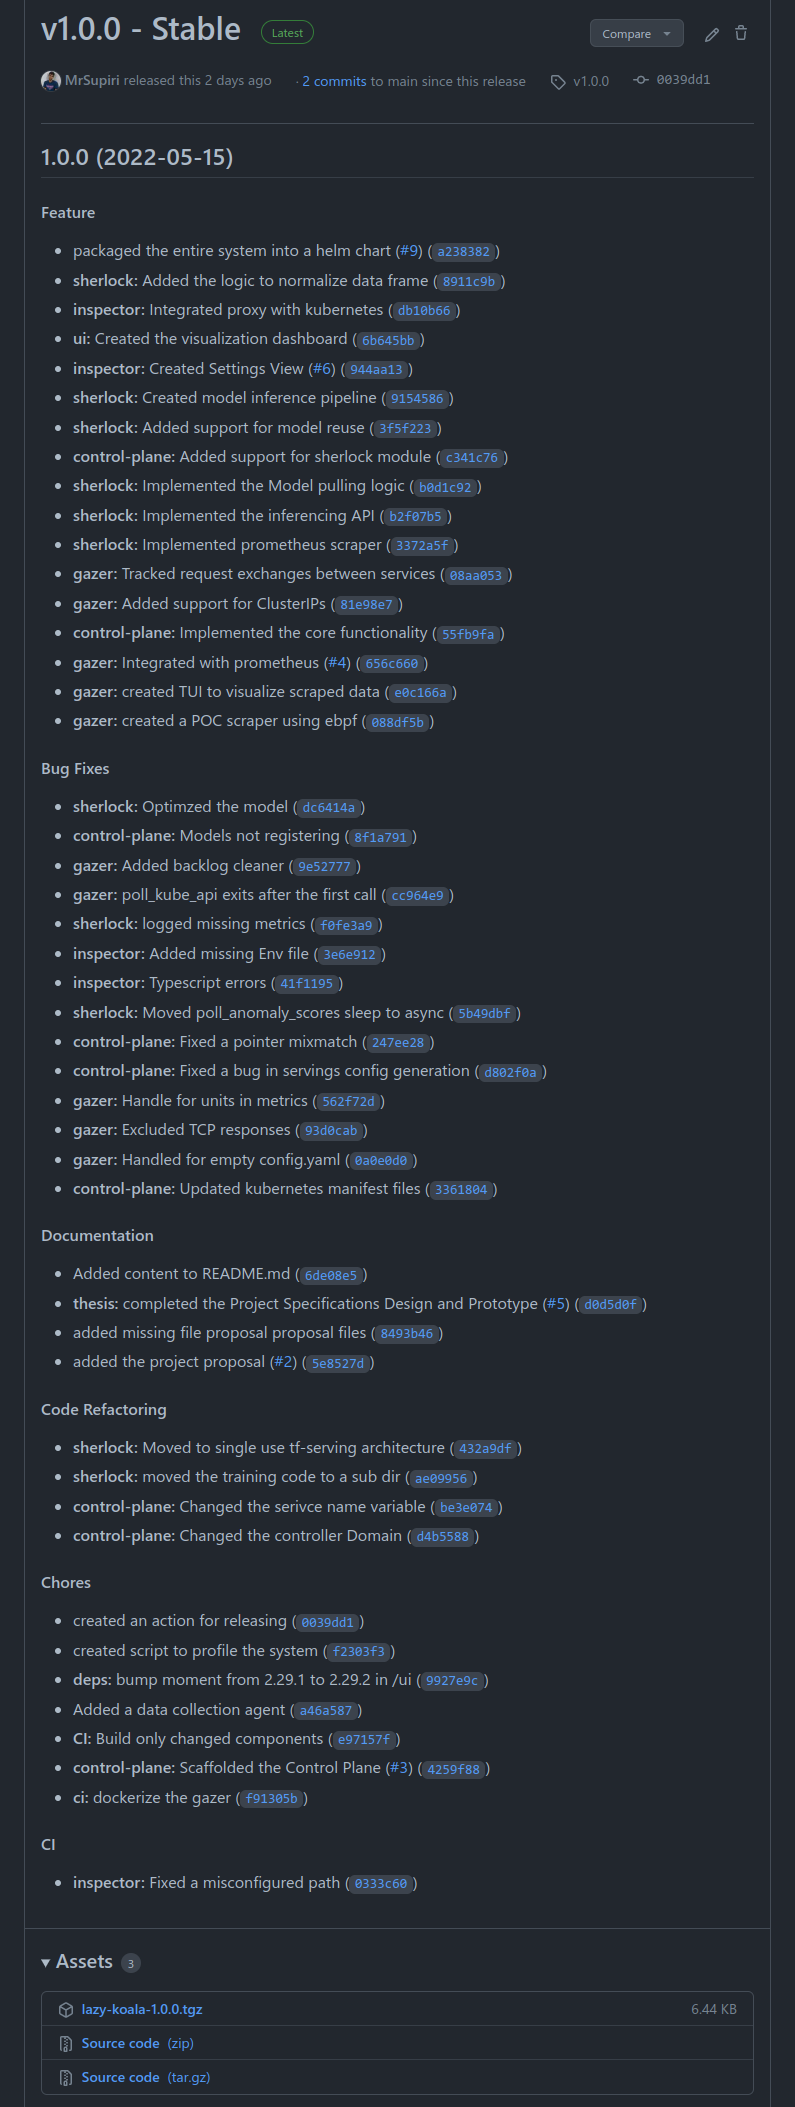 v1.0.0 - Stable Latest Compare
MrSupiri released this 2 days ago · 2 commits to main since this release v1.0.0 0039dd1
1.0.0 (2022-05-15)
Feature
• packaged the entire system into a helm chart (#9) (a238382)
• sherlock: Added the logic to normalize data frame (8911c9b)
• inspector: Integrated proxy with kubernetes (db10b66)
• ui: Created the visualization dashboard (6b645bb)
• inspector: Created Settings View (#6) (944aa13)
• sherlock: Created model inference pipeline (9154586)
• sherlock: Added support for model reuse (3f5f223)
• control-plane: Added support for sherlock module (c341c76)
• sherlock: Implemented the Model pulling logic (b0d1c92)
• sherlock: Implemented the inferencing API (b2f07b5)
• sherlock: Implemented prometheus scraper (3372a5f)
• gazer: Tracked request exchanges between services (08aa053)
• gazer: Added support for ClusterIPs (81e98e7)
• control-plane: Implemented the core functionality (55fb9fa)
• gazer: Integrated with prometheus (#4) (656c660)
• gazer: created TUI to visualize scraped data (e0c166a)
• gazer: created a POC scraper using ebpf (088df5b)
Bug Fixes
• sherlock: Optimzed the model (dc6414a)
• control-plane: Models not registering (8f1a791)
• gazer: Added backlog cleaner (9e52777)
• gazer: poll_kube_api exits after the first call (cc964e9)
• sherlock: logged missing metrics (f0fe3a9)
• inspector: Added missing Env file (3e6e912)
• inspector: Typescript errors (41f1195)
• sherlock: Moved poll_anomaly_scores sleep to async (5b49dbf)
• control-plane: Fixed a pointer mixmatch (247ee28)
• control-plane: Fixed a bug in servings config generation (d802f0a)
• gazer: Handle for units in metrics (562f72d)
• gazer: Excluded TCP responses (93d0cab)
• gazer: Handled for empty config.yaml (0a0e0d0)
• control-plane: Updated kubernetes manifest files (3361804)
Documentation
• Added content to README.md (6de08e5)
• thesis: completed the Project Specifications Design and Prototype (#5) (d0d5d0f)
• added missing file proposal proposal files (8493b46)
• added the project proposal (#2) (5e8527d)
Code Refactoring
• sherlock: Moved to single use tf-serving architecture (432a9df)
• sherlock: moved the training code to a sub dir (ae09956)
• control-plane: Changed the serivce name variable (be3e074)
• control-plane: Changed the controller Domain (d4b5588)
Chores
• created an action for releasing (0039dd1)
• created script to profile the system (f2303f3)
• deps: bump moment from 2.29.1 to 2.29.2 in /ui (9927e9c)
• Added a data collection agent (a46a587)
• CI: Build only changed components (e97157f)
• control-plane: Scaffolded the Control Plane (#3) (4259f88)
• ci: dockerize the gazer (f91305b)
CI
• inspector: Fixed a misconfigured path (0333c60)
Assets 3
lazy-koala-1.0.0.tgz 6.44 KB
Source code (zip)
Source code (tar.gz)